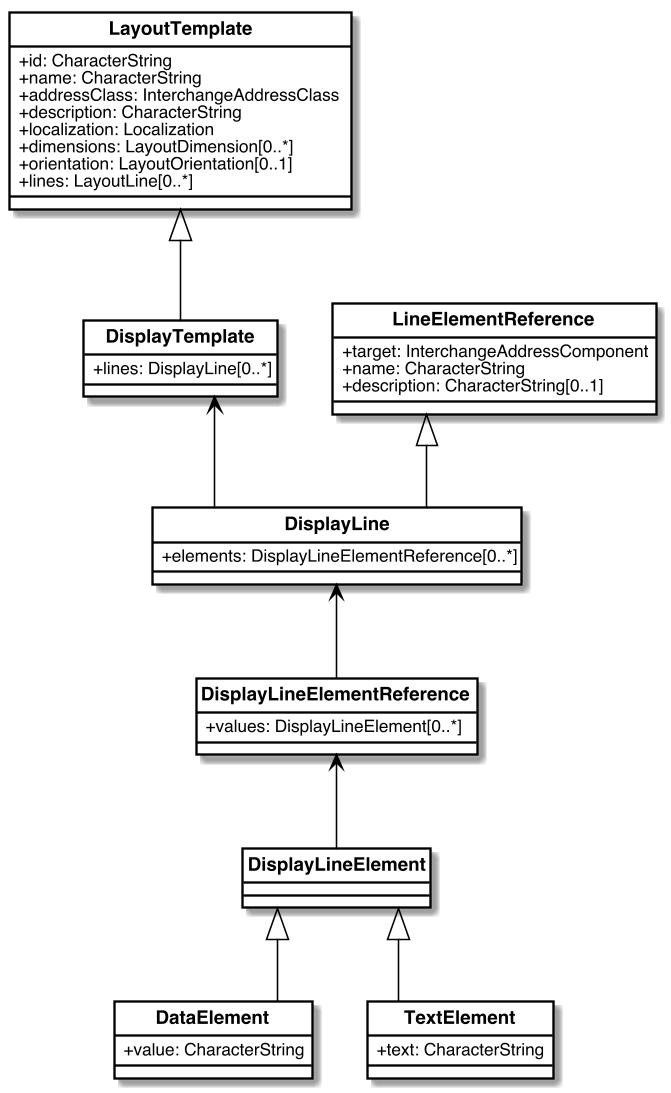 LayoutTemplate
+id: CharacterString
+name: CharacterString
+addressClass: InterchangeAddressClass
+description: CharacterString
+localization: Localization
+dimensions: LayoutDimension[0..*]
+orientation: LayoutOrientation[0..1]
+lines: LayoutLine[0..*]
DisplayTemplate
+lines: DisplayLine[0..*]
LineElementReference
+target: InterchangeAddressComponent
+name: CharacterString
+description: CharacterString[0..1]
DisplayLine
+elements: DisplayLineElementReference[0..*]
DisplayLineElementReference
+values: DisplayLineElement[0..*]
DisplayLineElement
DataElement
+value: CharacterString
TextElement
+text: CharacterString